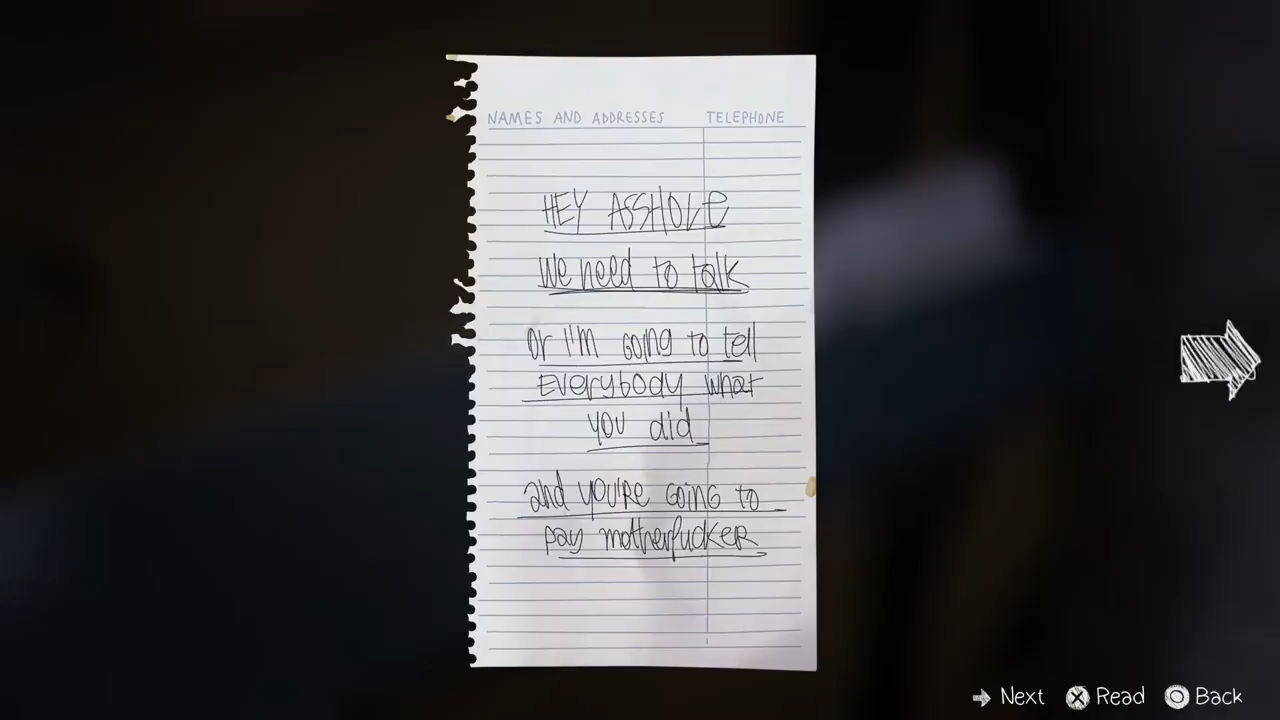 NAMES AND ADDRESSES TELEPHONE
HEY ASSHOLE
We need to talk
Or I'm going to tell
Everybody what
you did
and you're going to
pay motherfucker
Next Read Back